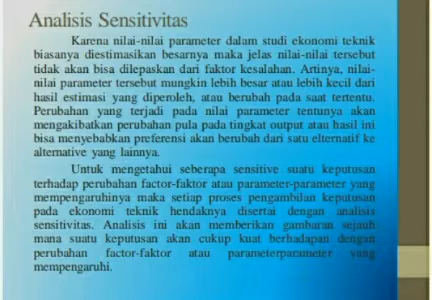 Analisis Sensitivitas
Karena nilai-nilai parameter dalam studi ekonomi teknik
biasanya diestimasikan besarnya maka jelas nilai-nilai tersebut
tidak akan bisa dilepaskan dari faktor kesalahan. Artinya, nilai-
nilai parameter tersebut mungkin lebih besar atau lebih kecil dari
hasil estimasi yang diperoleh, atau berubah pada saat tertentu.
Perubahan yang terjadi pada nilai parameter tentunya akan
mengakibatkan perubahan pula pada tingkat output atau hasil ini
bisa menyebabkan preferensi akan berubah dari satu elternatif ke
alternative yang lainnya.
Untuk mengetahui seberapa sensitive suatu keputusan
terhadap perubahan factor-faktor atau parameter-parameter yang
mempengaruhinya maka setiap proses pengambilan keputusan
pada ekonomi teknik hendaknya disertai dengan analisis
sensitivitas. Analisis ini akan memberikan gambaran sejauh
mana suatu keputusan akan cukup kuat berhadapan dengan
perubahan factor-faktor atau parameterparameter yang
mempengaruhi.